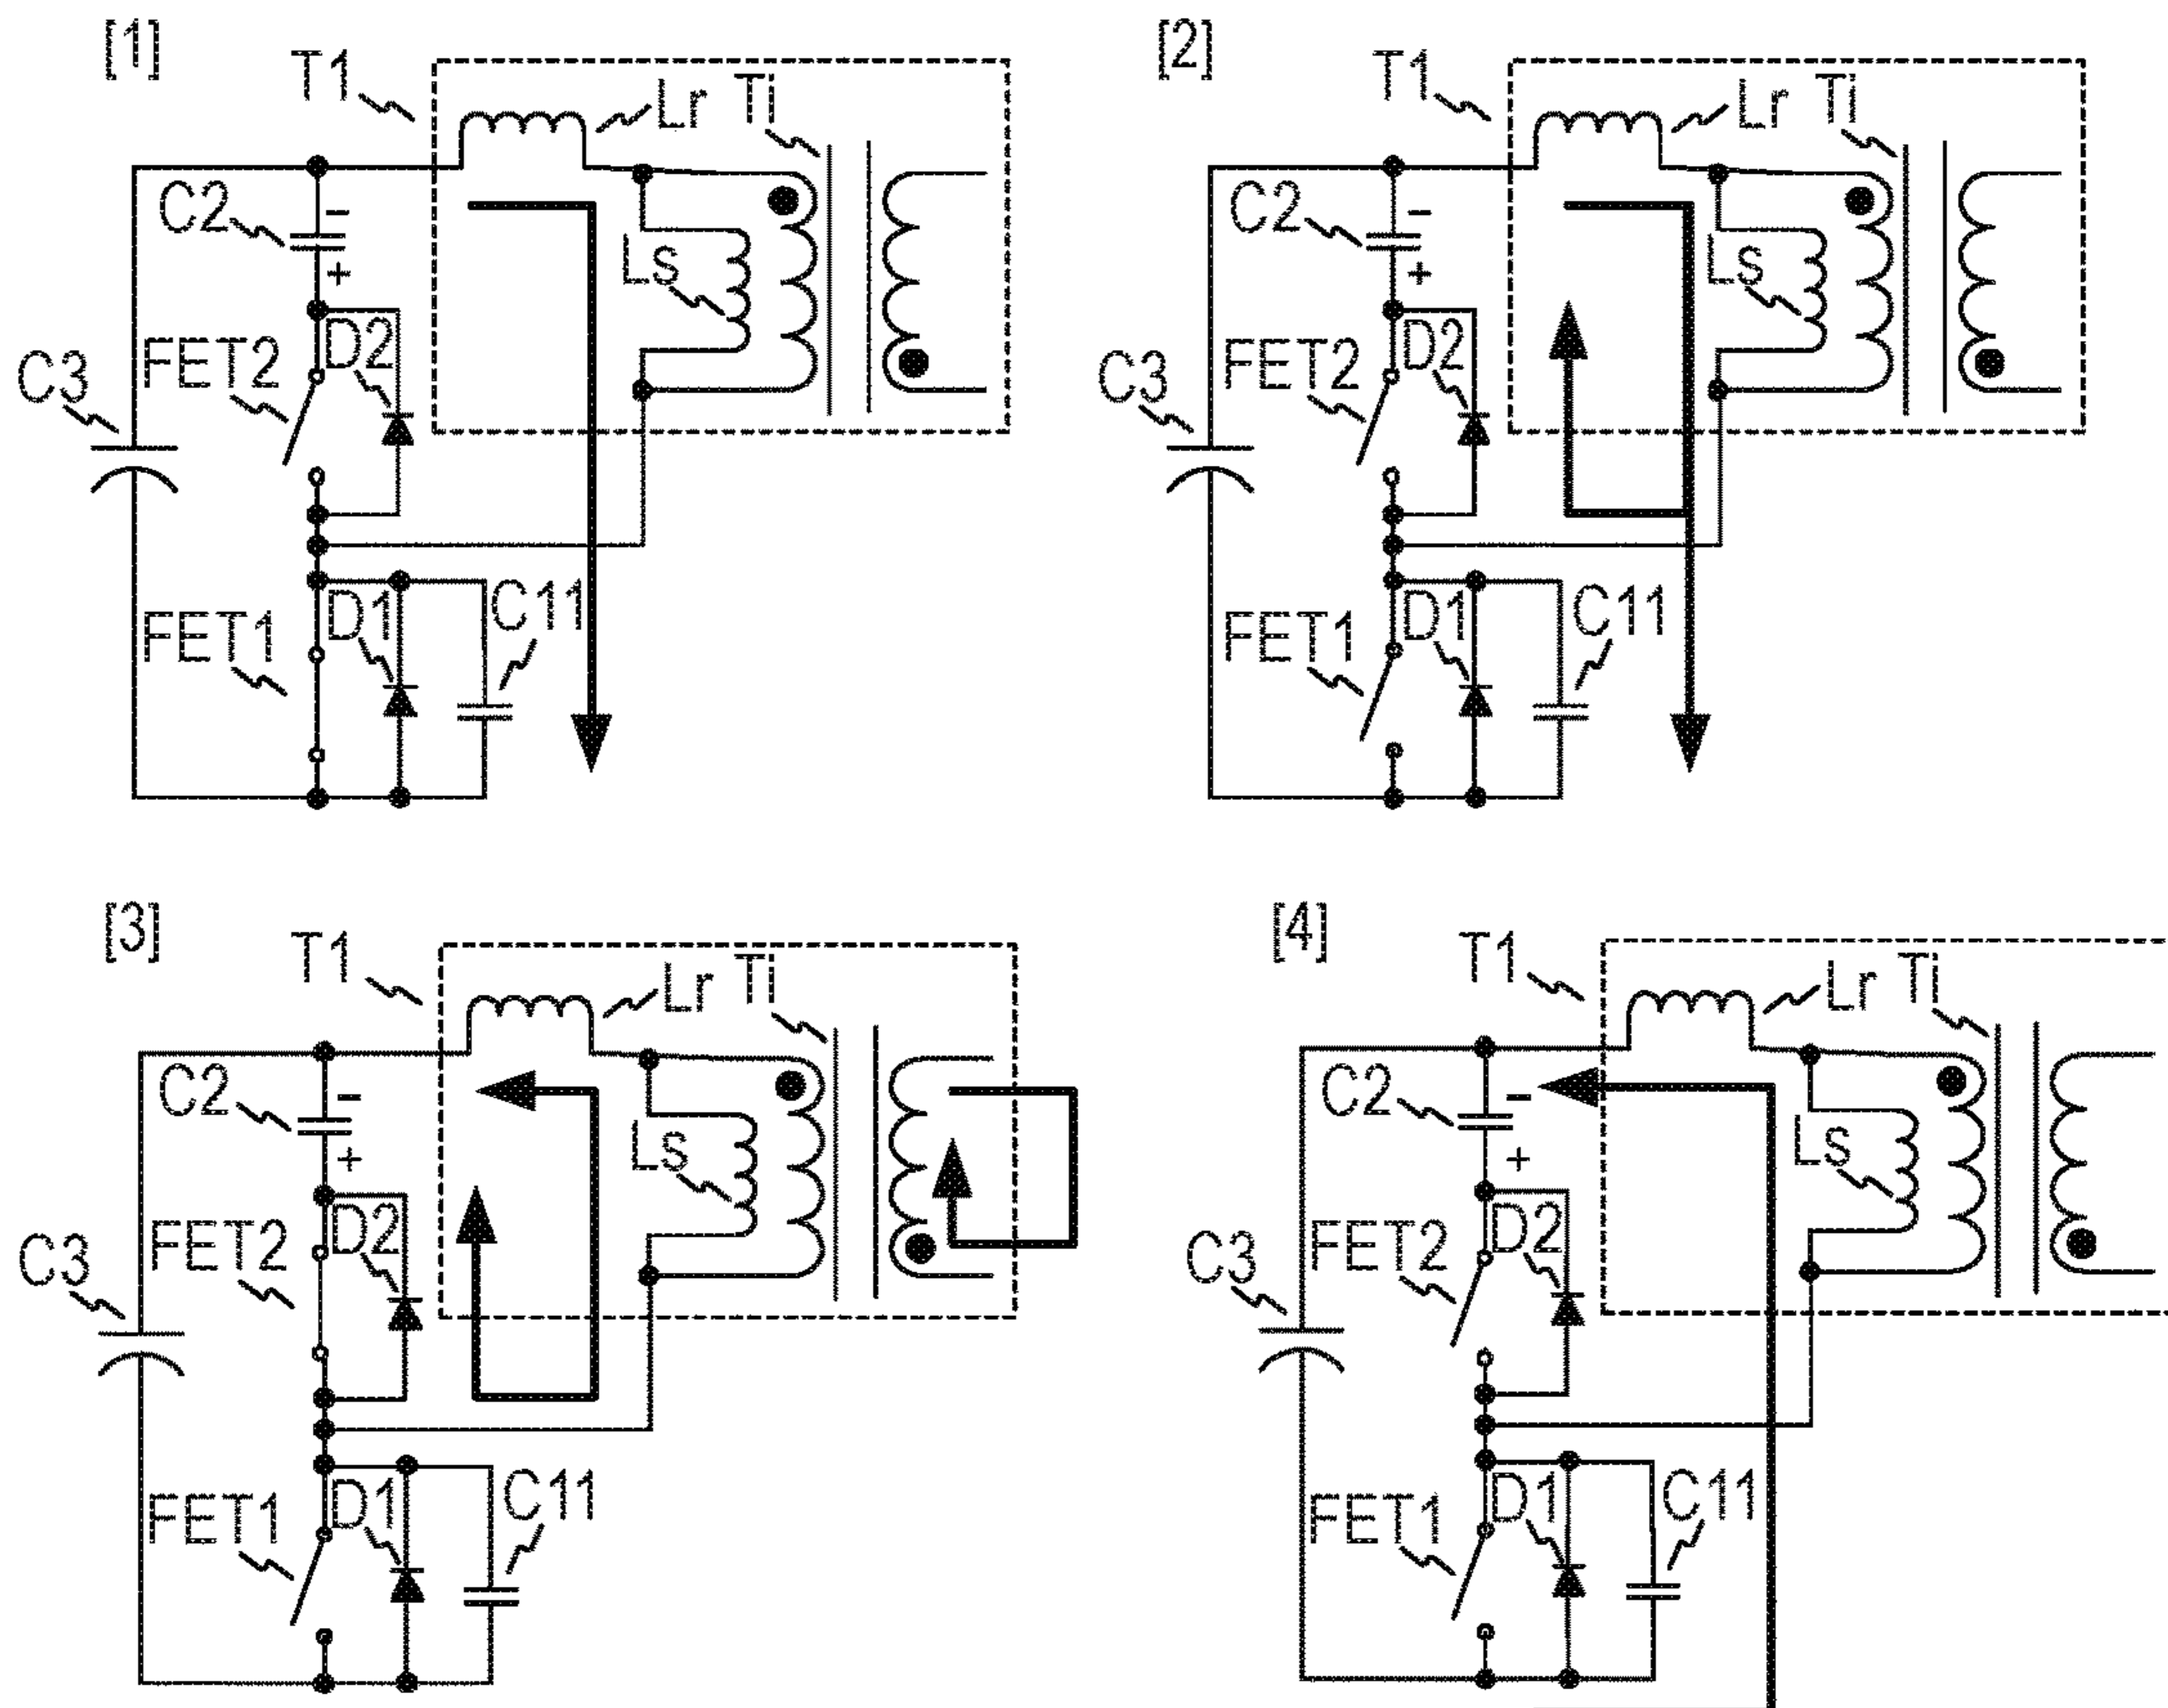 [1]
T1
Lr
Ti
C2
-
+
Ls
C3
FET2
D2
FET1
D1
C11
[2]
T1
Lr
Ti
C2
-
+
Ls
C3
FET2
D2
FET1
D1
C11
[3]
T1
Lr
Ti
C2
-
+
Ls
C3
FET2
D2
FET1
D1
C11
[4]
T1
Lr
Ti
C2
-
+
Ls
C3
FET2
D2
FET1
D1
C11